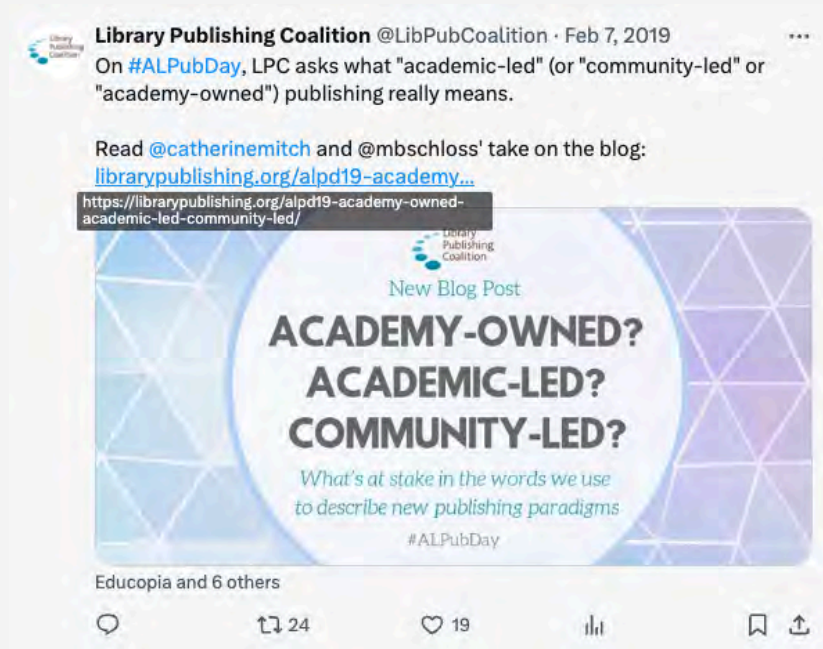 Library Publishing Coalition
Library Publishing Coalition @LibPubCoalition · Feb 7, 2019
On #ALPubDay, LPC asks what "academic-led" (or "community-led" or
"academy-owned") publishing really means.
Read @catherinemitch and @mbschloss' take on the blog:
librarypublishing.org/alpd19-academy...
https://librarypublishing.org/alpd19-academy-owned-
academic-led-community-led/
Library
Publishing
Coalition
New Blog Post
ACADEMY-OWNED?
ACADEMIC-LED?
COMMUNITY-LED?
What's at stake in the words we use
to describe new publishing paradigms
#ALPubDay
Educopia and 6 others
24 19